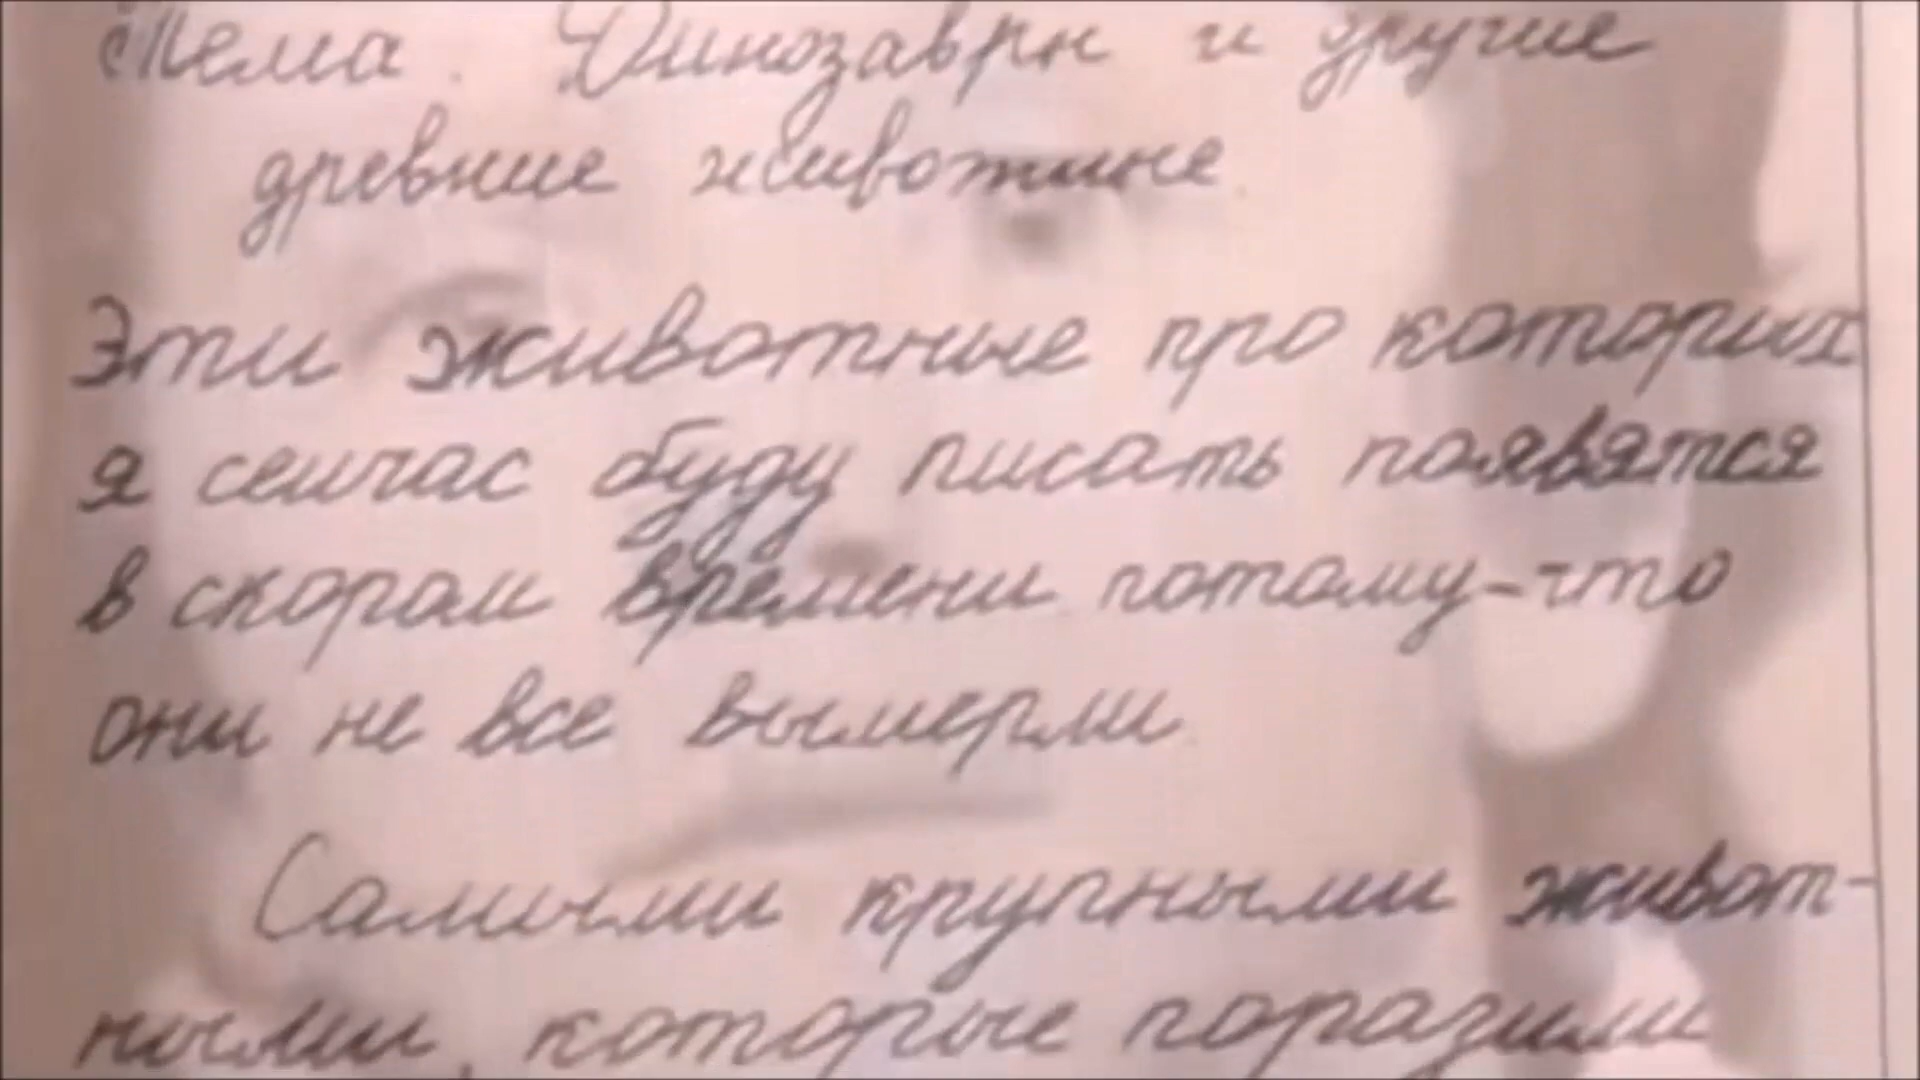 Тема. Динозавры и другие
древние животные.
Эти животные про которых
я сейчас буду писать появятся
в скором времени потому-что
они не все вымерли.
Самыми крупными живот-
ными, которые поразили